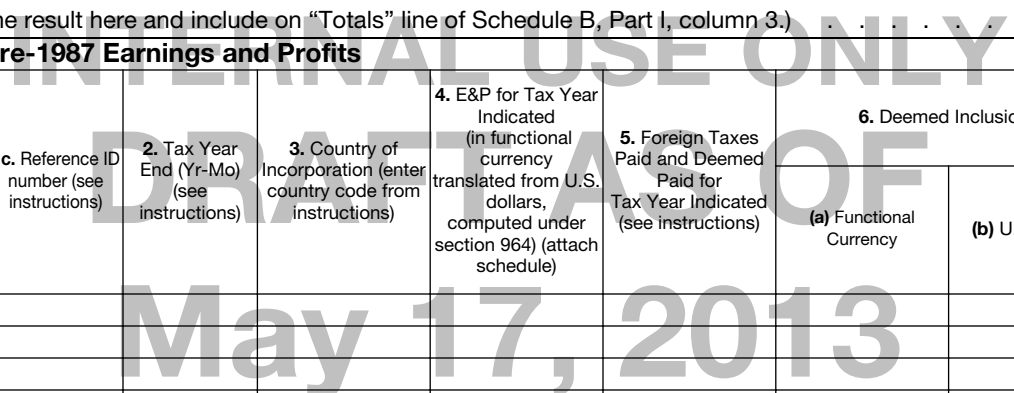 he result here and include on “Totals” line of Schedule B, Part I, column 3.) . . . . . .
INTERNAL USE ONLY
re-1987 Earnings and Profits
DRAFT AS OF
May 17, 2013
c. Reference ID
number (see
instructions)
2. Tax Year
End (Yr-Mo)
(see
instructions)
3. Country of
Incorporation (enter
country code from
instructions)
4. E&P for Tax Year
Indicated
(in functional
currency
translated from U.S.
dollars,
computed under
section 964) (attach
schedule)
5. Foreign Taxes
Paid and Deemed
Paid for
Tax Year Indicated
(see instructions)
6. Deemed Inclusio
(a) Functional
Currency
(b) U